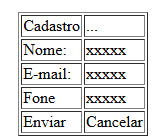 Cadastro ...
Nome: xxxxx
E-mail: xxxxx
Fone xxxxx
Enviar Cancelar